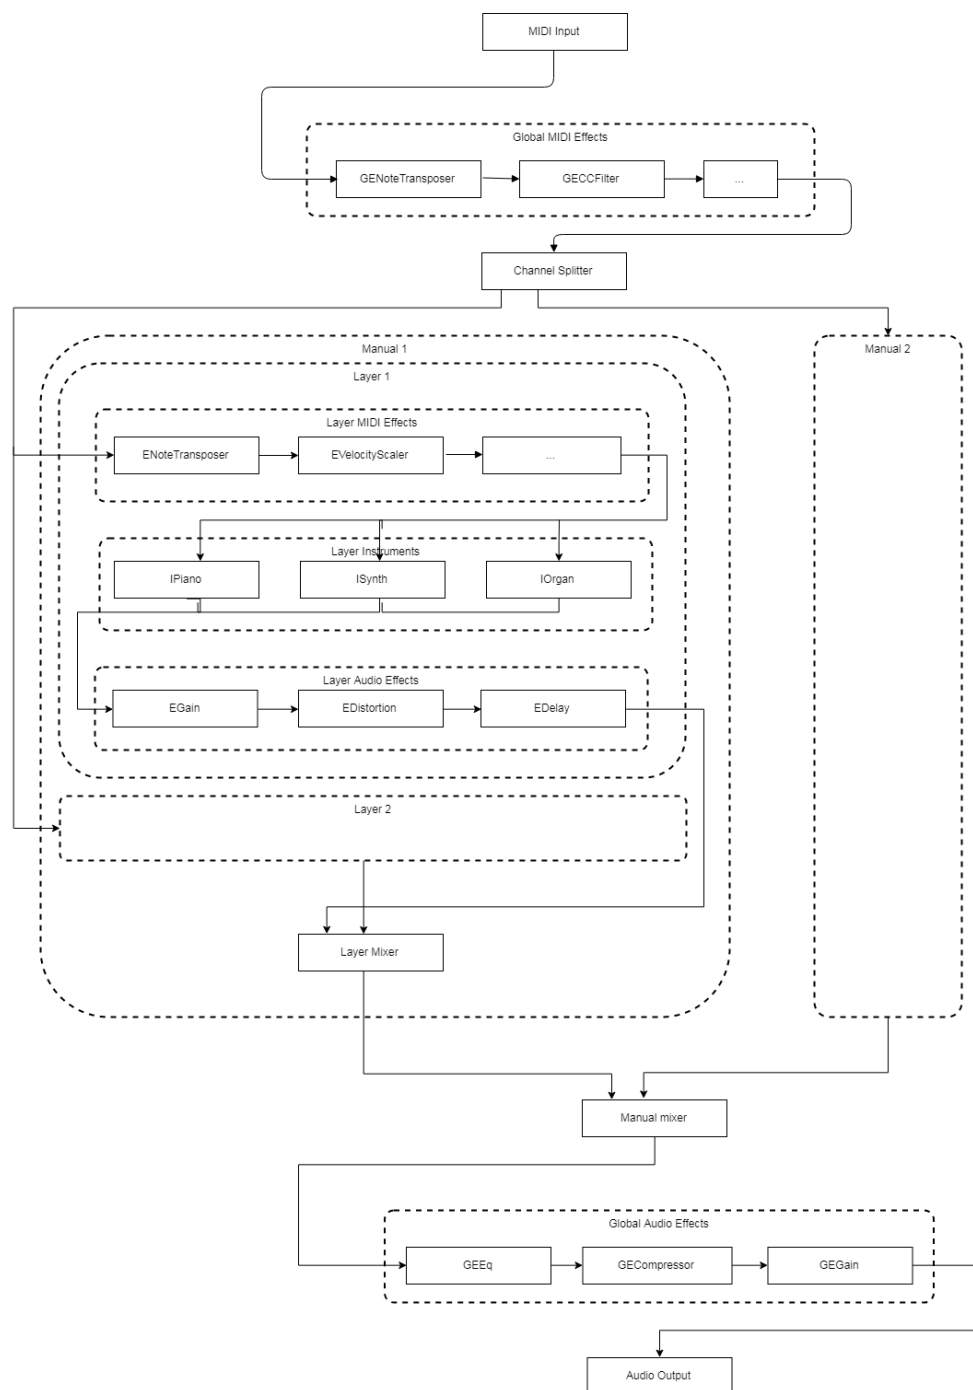 MIDI Input
Global MIDI Effects
GENoteTransposer
GECCFilter
...
Channel Splitter
Manual 1
Manual 2
Layer 1
Layer MIDI Effects
ENoteTransposer
EVelocityScaler
...
Layer Instruments
IPiano
ISynth
IOrgan
Layer Audio Effects
EGain
EDistortion
EDelay
Layer 2
Layer Mixer
Manual mixer
Global Audio Effects
GEEq
GECompressor
GEGain
Audio Output